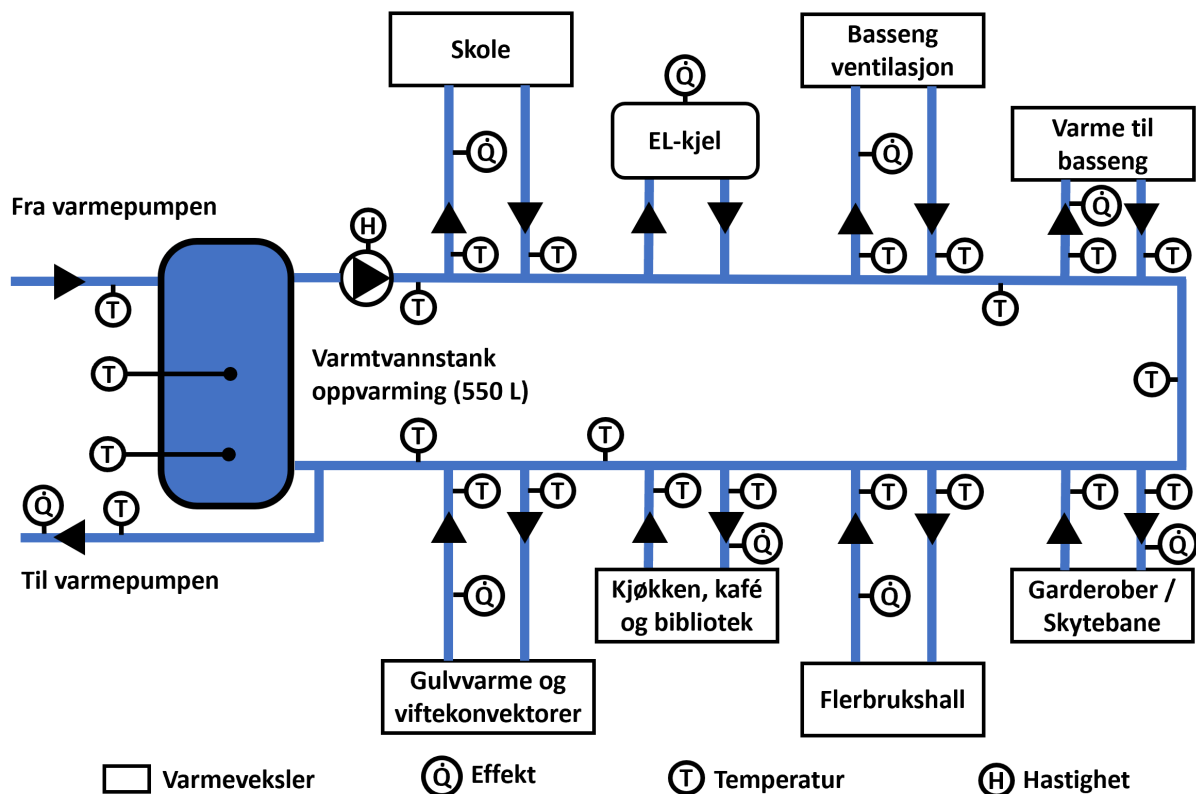 Skole
Q̇
EL-kjel
Q̇
Basseng
ventilasjon
Q̇
Varme til
basseng
Q̇
Fra varmepumpen
H
T
T
T
T
T
T
T
T
T
T
Varmtvannstank
oppvarming (550 L)
T
T
T
T
T
T
T
T
T
T
T
T
T
Q̇
T
Til varmepumpen
Q̇
Q̇
Q̇
Q̇
Gulvvarme og
viftekonvektorer
Kjøkken, kafé
og bibliotek
Flerbrukshall
Garderober /
Skytebane
Varmeveksler
Q̇ Effekt
T Temperatur
H Hastighet